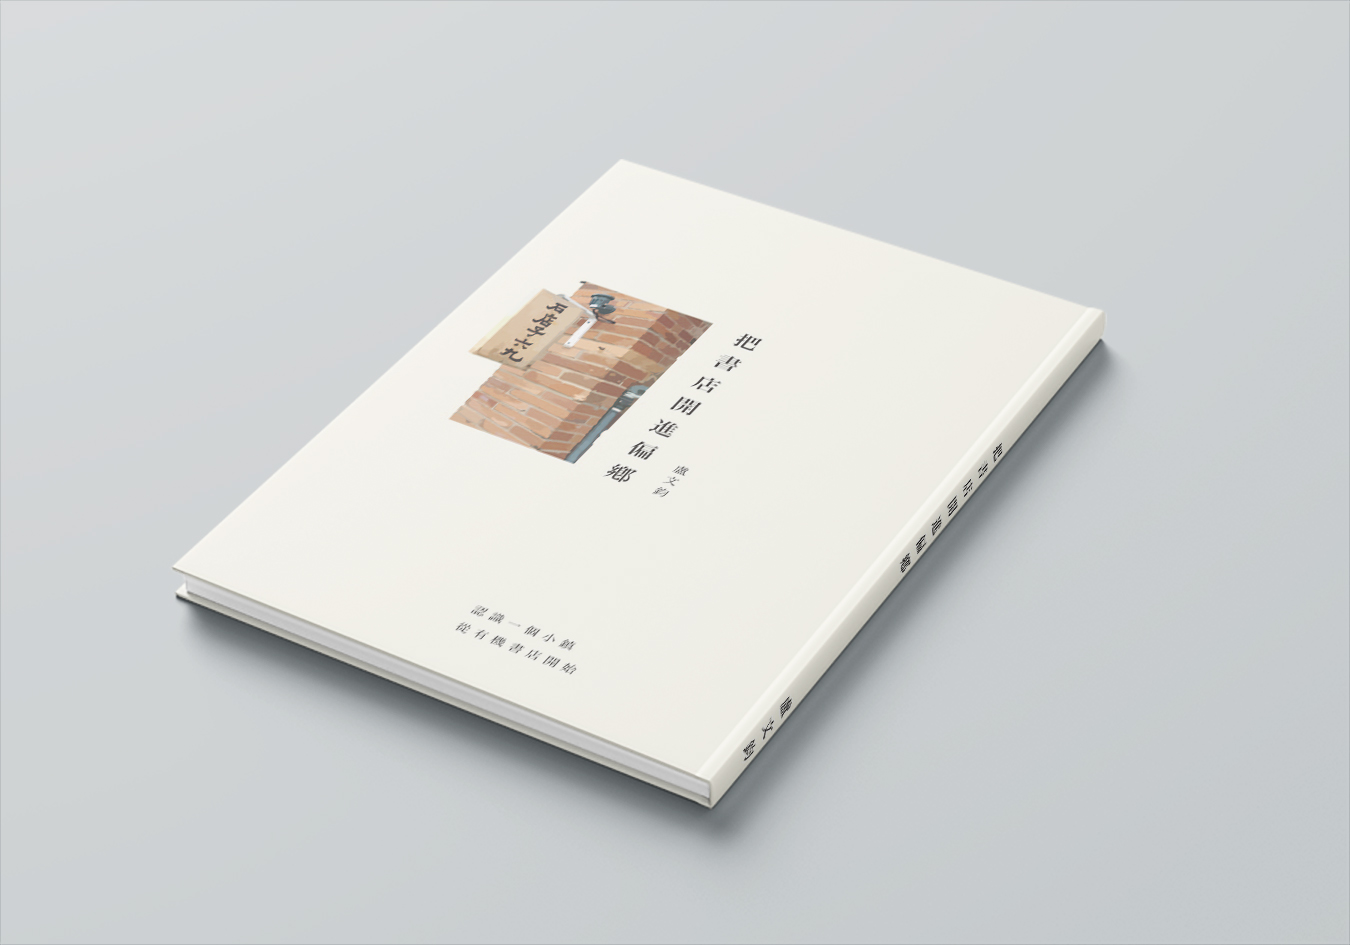 石店子六九
把書店開進偏鄉
盧文鈞
認識一個小鎮
從有機書店開始
把書店開進偏鄉
盧文鈞